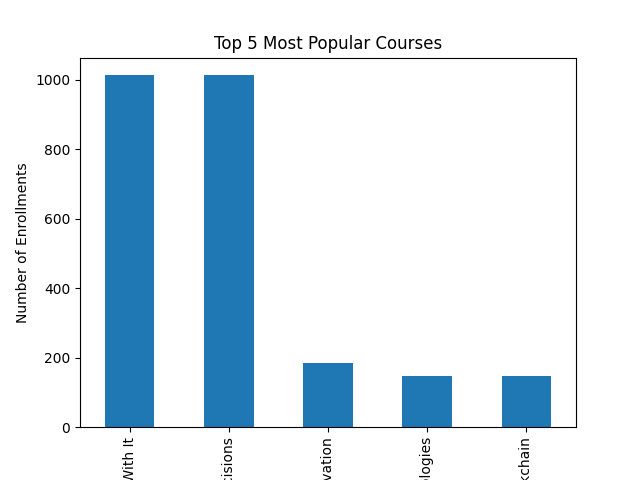 Top 5 Most Popular Courses
Number of Enrollments
1000
800
600
400
200
0
With It
cisions
vation
ologies
kchain